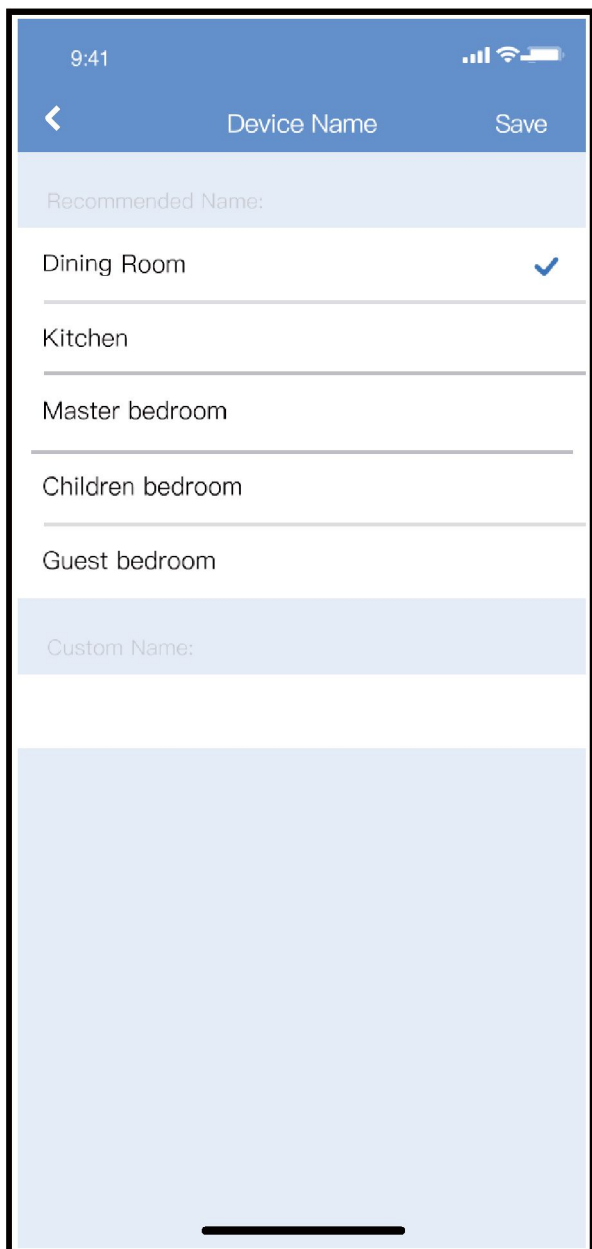 9:41
Device Name
Save
Recommended Name:
Dining Room
Kitchen
Master bedroom
Children bedroom
Guest bedroom
Custom Name: